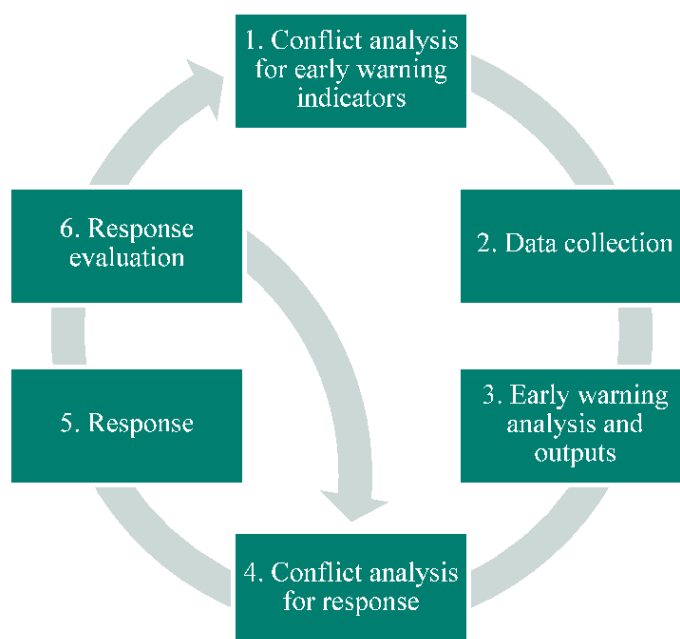 1. Conflict analysis
for early warning
indicators
2. Data collection
3. Early warning
analysis and
outputs
4. Conflict analysis
for response
5. Response
6. Response
evaluation